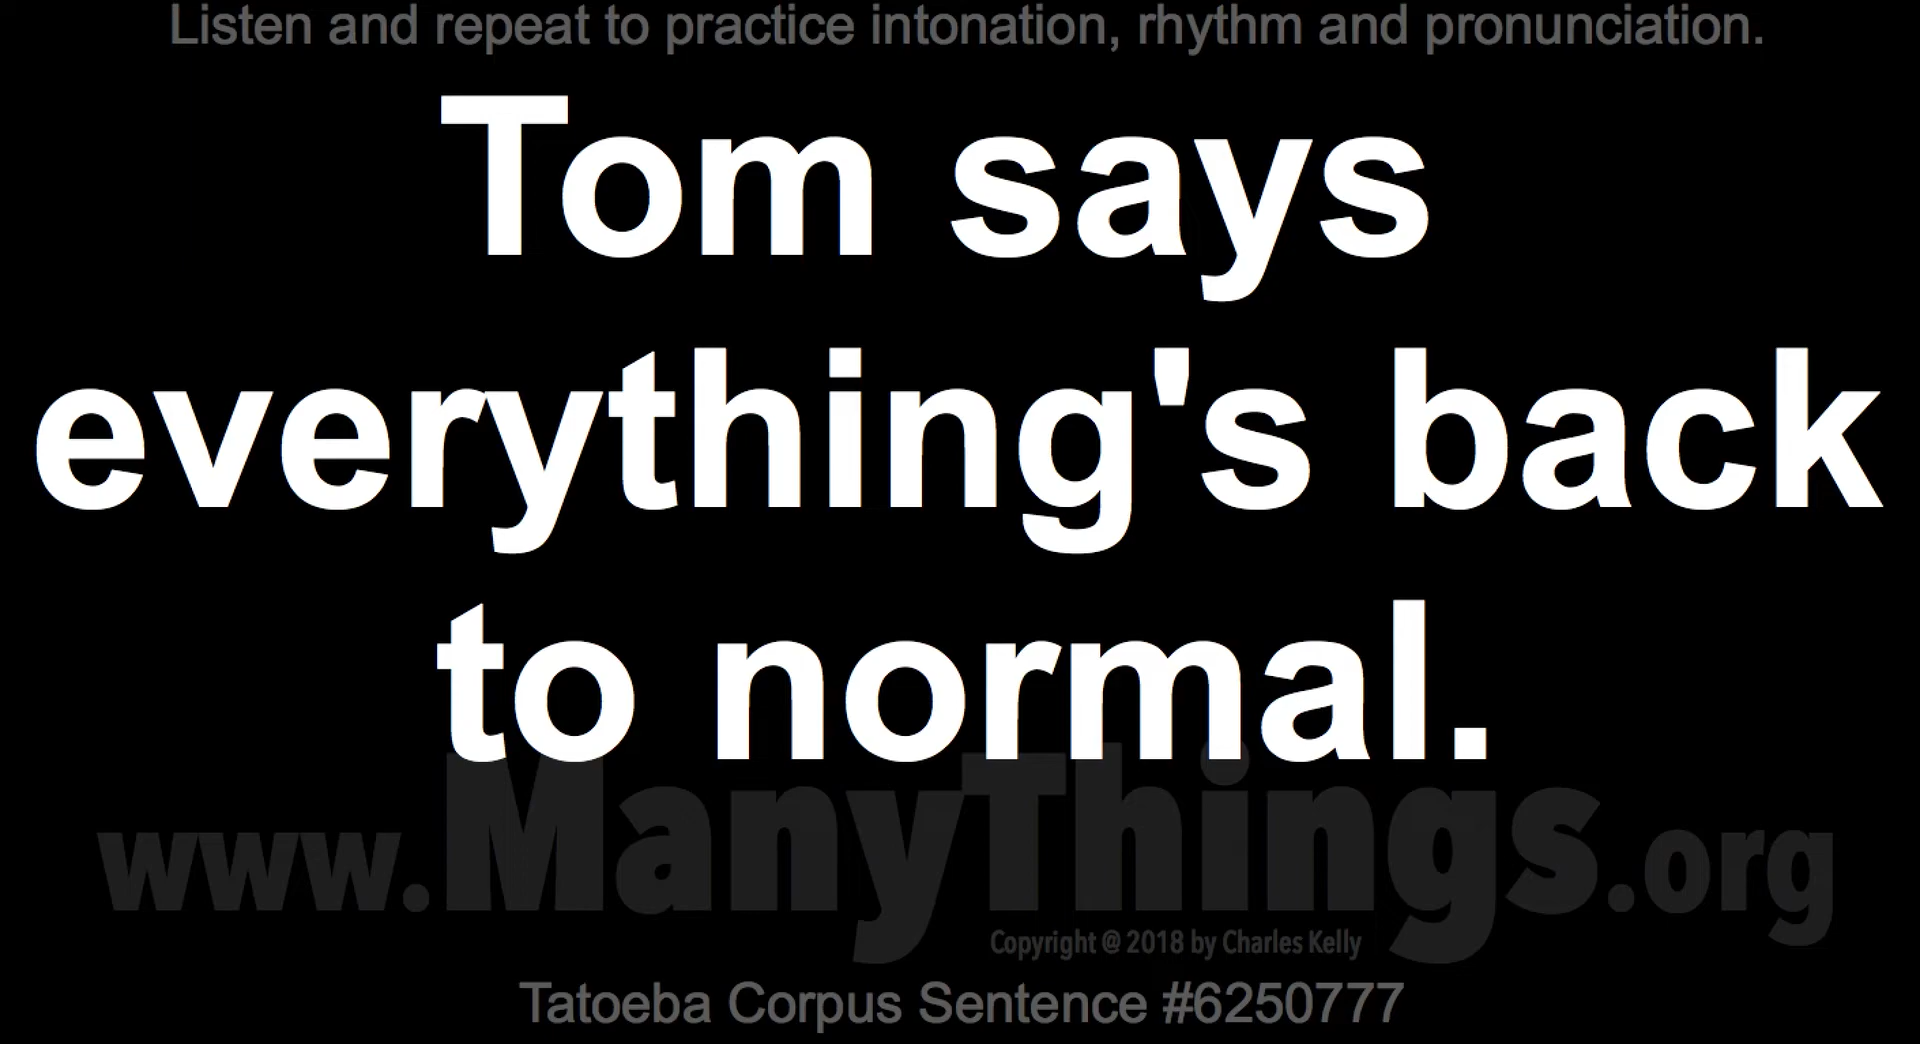 Listen and repeat to practice intonation, rhythm and pronunciation.
Tom says
everything's back
to normal.
www.ManyThings.org
Copyright @ 2018 by Charles Kelly
Tatoeba Corpus Sentence #6250777